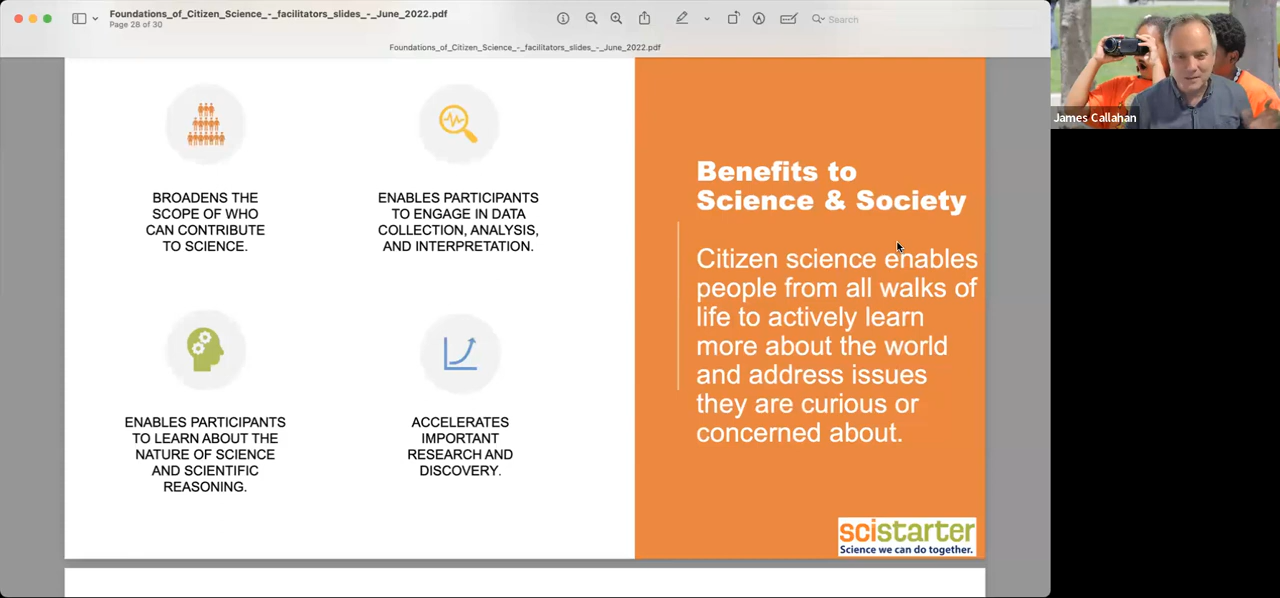 Foundations_of_Citizen_Science_-_facilitators_slides_-_June_2022.pdf
Page 28 of 30
Search
Foundations_of_Citizen_Science_-_facilitators_slides_-_June_2022.pdf
BROADENS THE
SCOPE OF WHO
CAN CONTRIBUTE
TO SCIENCE.
ENABLES PARTICIPANTS
TO ENGAGE IN DATA
COLLECTION, ANALYSIS,
AND INTERPRETATION.
ENABLES PARTICIPANTS
TO LEARN ABOUT THE
NATURE OF SCIENCE
AND SCIENTIFIC
REASONING.
ACCELERATES
IMPORTANT
RESEARCH AND
DISCOVERY.
Benefits to
Science & Society
Citizen science enables
people from all walks of
life to actively learn
more about the world
and address issues
they are curious or
concerned about.
scistarter
Science we can do together.
James Callahan